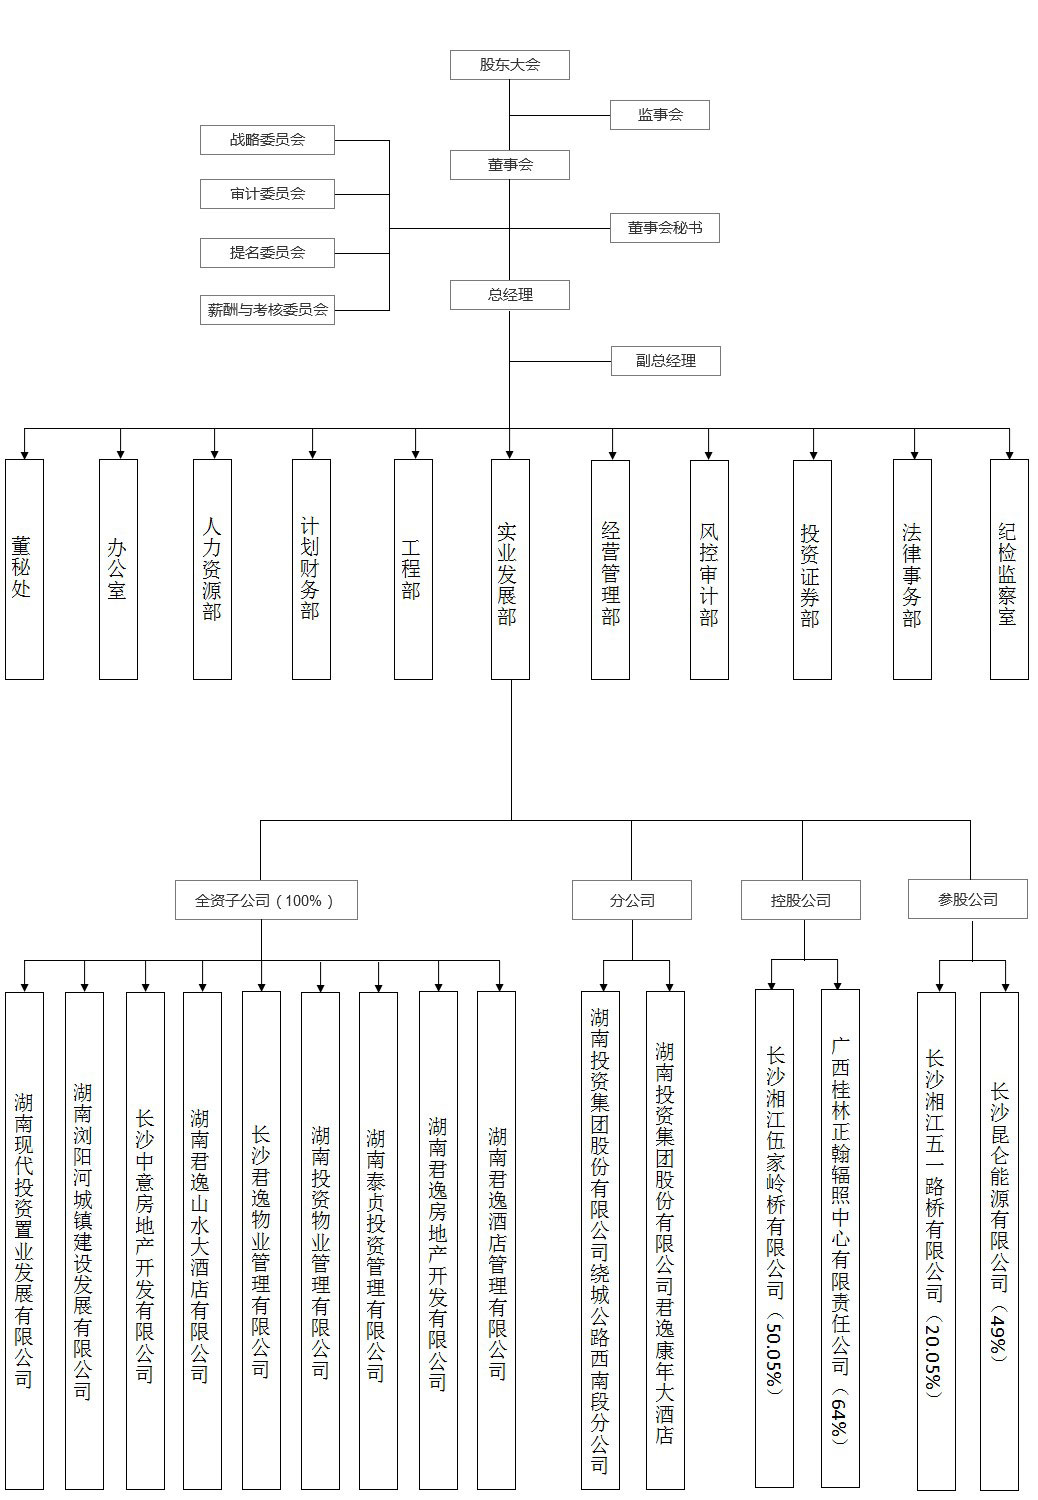 股东大会
监事会
战略委员会
董事会
审计委员会
董事会秘书
提名委员会
总经理
薪酬与考核委员会
副总经理
董秘处
办公室
人力资源部
计划财务部
工程部
实业发展部
经营管理部
风控审计部
投资证券部
法律事务部
纪检监察室
全资子公司（100%）
分公司
控股公司
参股公司
湖南现代投资置业发展有限公司
湖南浏阳河城镇建设发展有限公司
长沙中意房地产开发有限公司
湖南君逸山水大酒店有限公司
长沙君逸物业管理有限公司
湖南投资物业管理有限公司
湖南泰贞投资管理有限公司
湖南君逸房地产开发有限公司
湖南君逸酒店管理有限公司
湖南投资集团股份有限公司绕城公路西南段分公司
湖南投资集团股份有限公司君逸康年大酒店
长沙湘江伍家岭桥有限公司（50.05%）
广西桂林正翰辐照中心有限责任公司（64%）
长沙湘江五一路桥有限公司（20.05%）
长沙昆仑能源有限公司（49%）